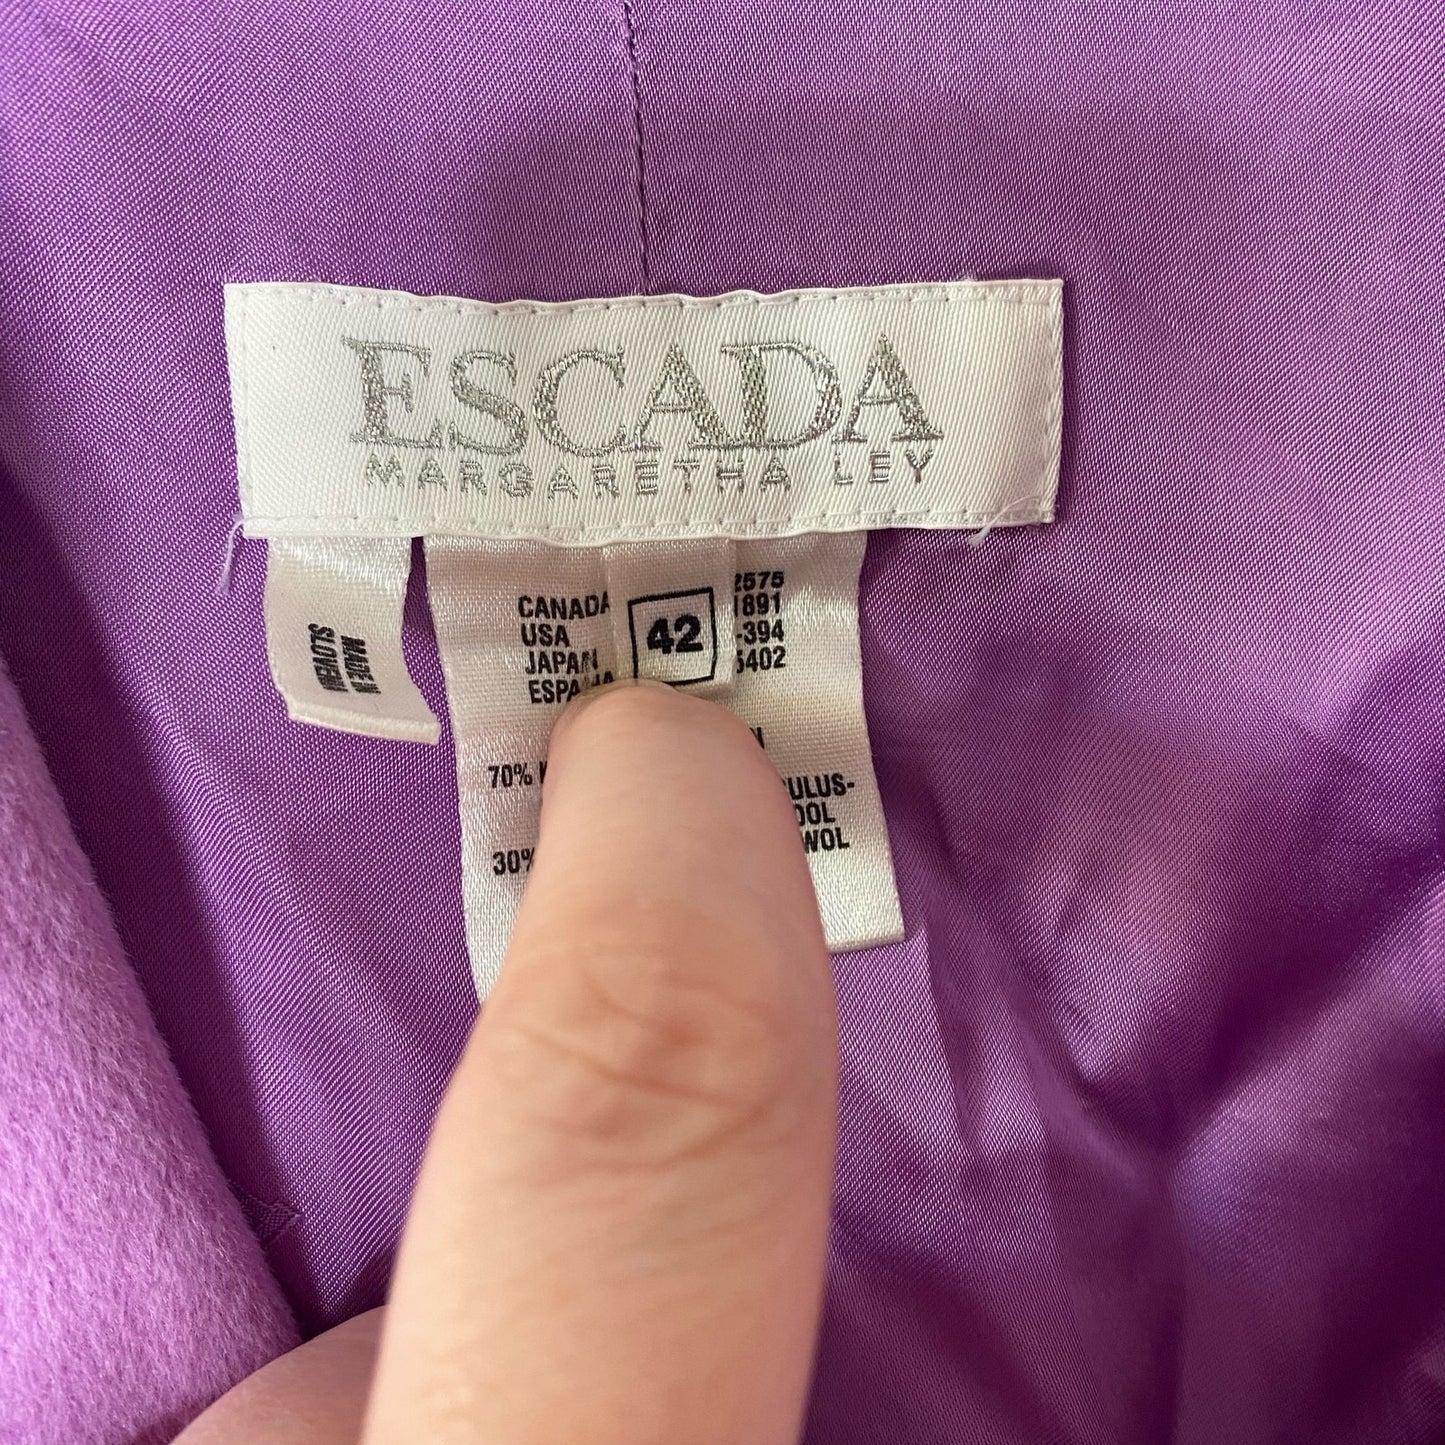 ESCADA
MARGARETHA LEY
MADE IN
SLOVENIA
42
CANADA 2575
USA 1891
JAPAN -394
ESPAÑA 5402
70%
ULUS-
OOL
30% WOL